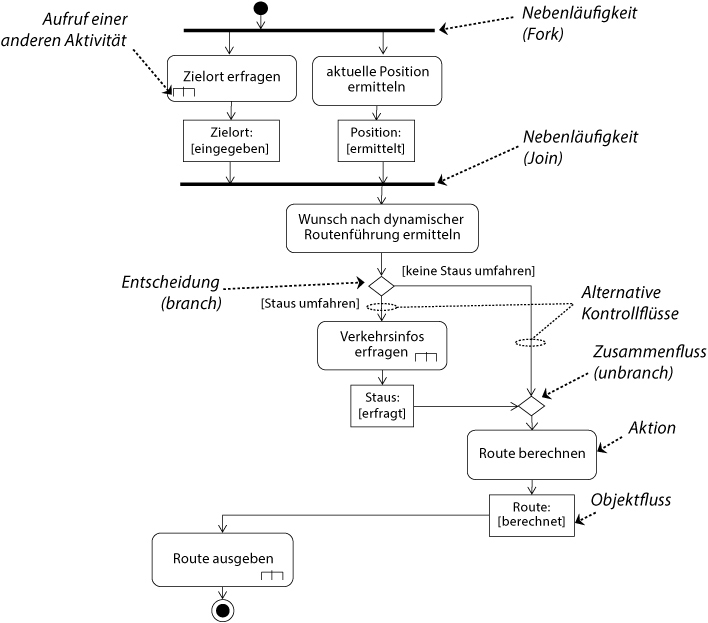 Aufruf einer
anderen Aktivität
Nebenläufigkeit
(Fork)
Zielort erfragen
aktuelle Position
ermitteln
Zielort:
[eingegeben]
Position:
[ermittelt]
Nebenläufigkeit
(Join)
Wunsch nach dynamischer
Routenführung ermitteln
Entscheidung
(branch)
[keine Staus umfahren]
[Staus umfahren]
Alternative
Kontrollflüsse
Verkehrsinfos
erfragen
Zusammenfluss
(unbranch)
Staus:
[erfragt]
Aktion
Route berechnen
Route:
[berechnet]
Objektfluss
Route ausgeben